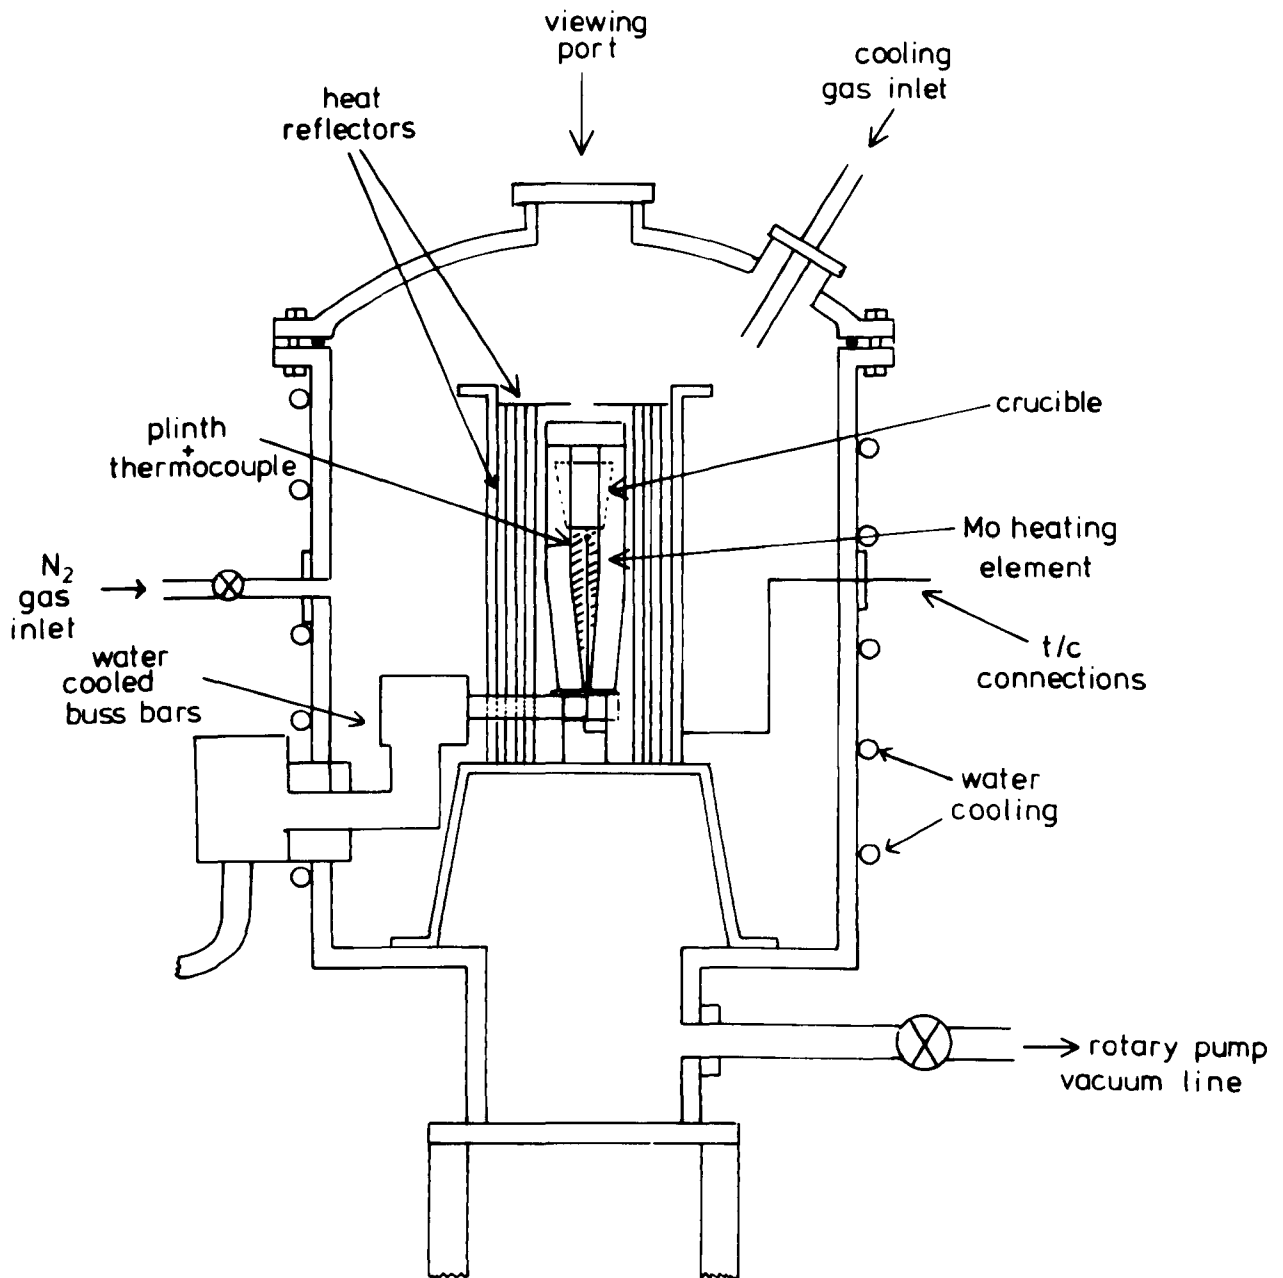 viewing
port
cooling
gas inlet
heat
reflectors
crucible
plinth
+
thermocouple
Mo heating
element
N2
gas
inlet
t/c
connections
water
cooled
buss bars
water
cooling
rotary pump
vacuum line